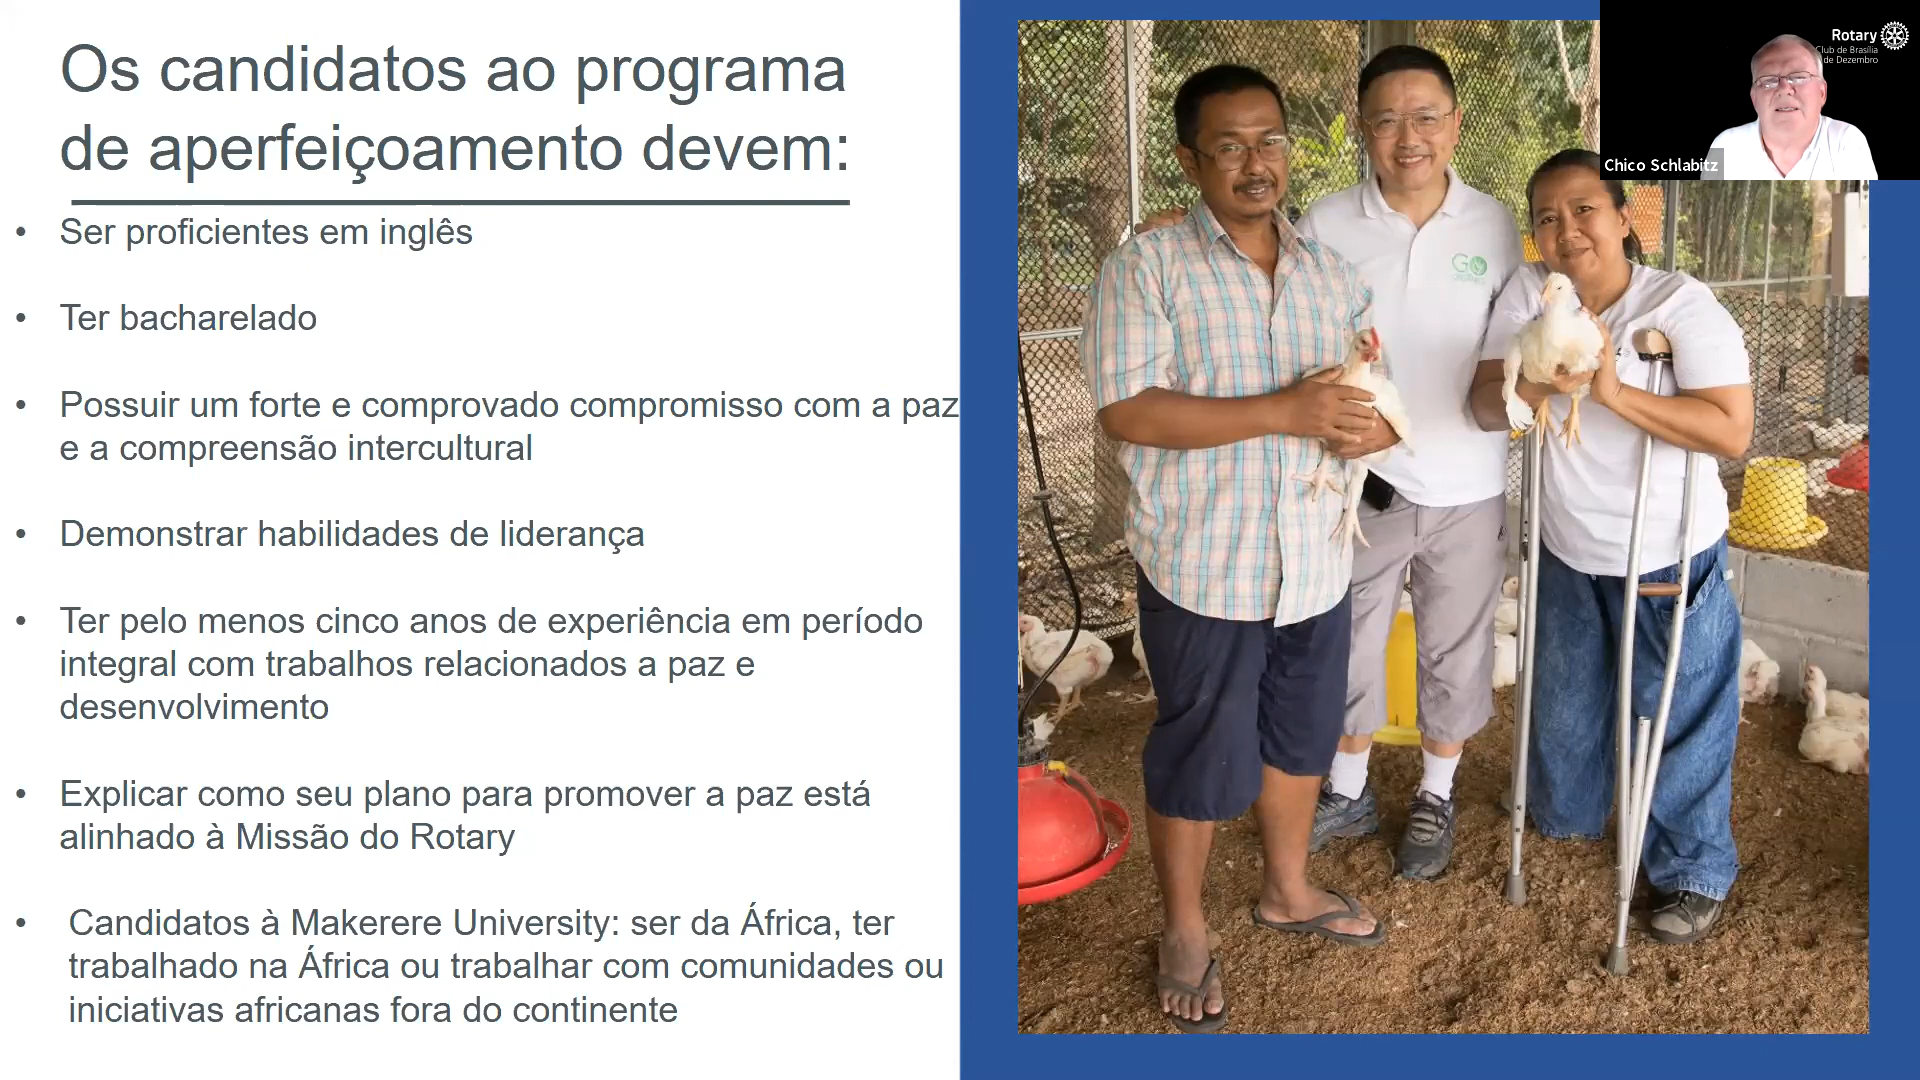 Os candidatos ao programa
de aperfeiçoamento devem:
• Ser proficientes em inglês
• Ter bacharelado
• Possuir um forte e comprovado compromisso com a paz
e a compreensão intercultural
• Demonstrar habilidades de liderança
• Ter pelo menos cinco anos de experiência em período
integral com trabalhos relacionados a paz e
desenvolvimento
• Explicar como seu plano para promover a paz está
alinhado à Missão do Rotary
• Candidatos à Makerere University: ser da África, ter
trabalhado na África ou trabalhar com comunidades ou
iniciativas africanas fora do continente
Rotary
Club de Brasília
de Dezembro
Chico Schlabitz
GO